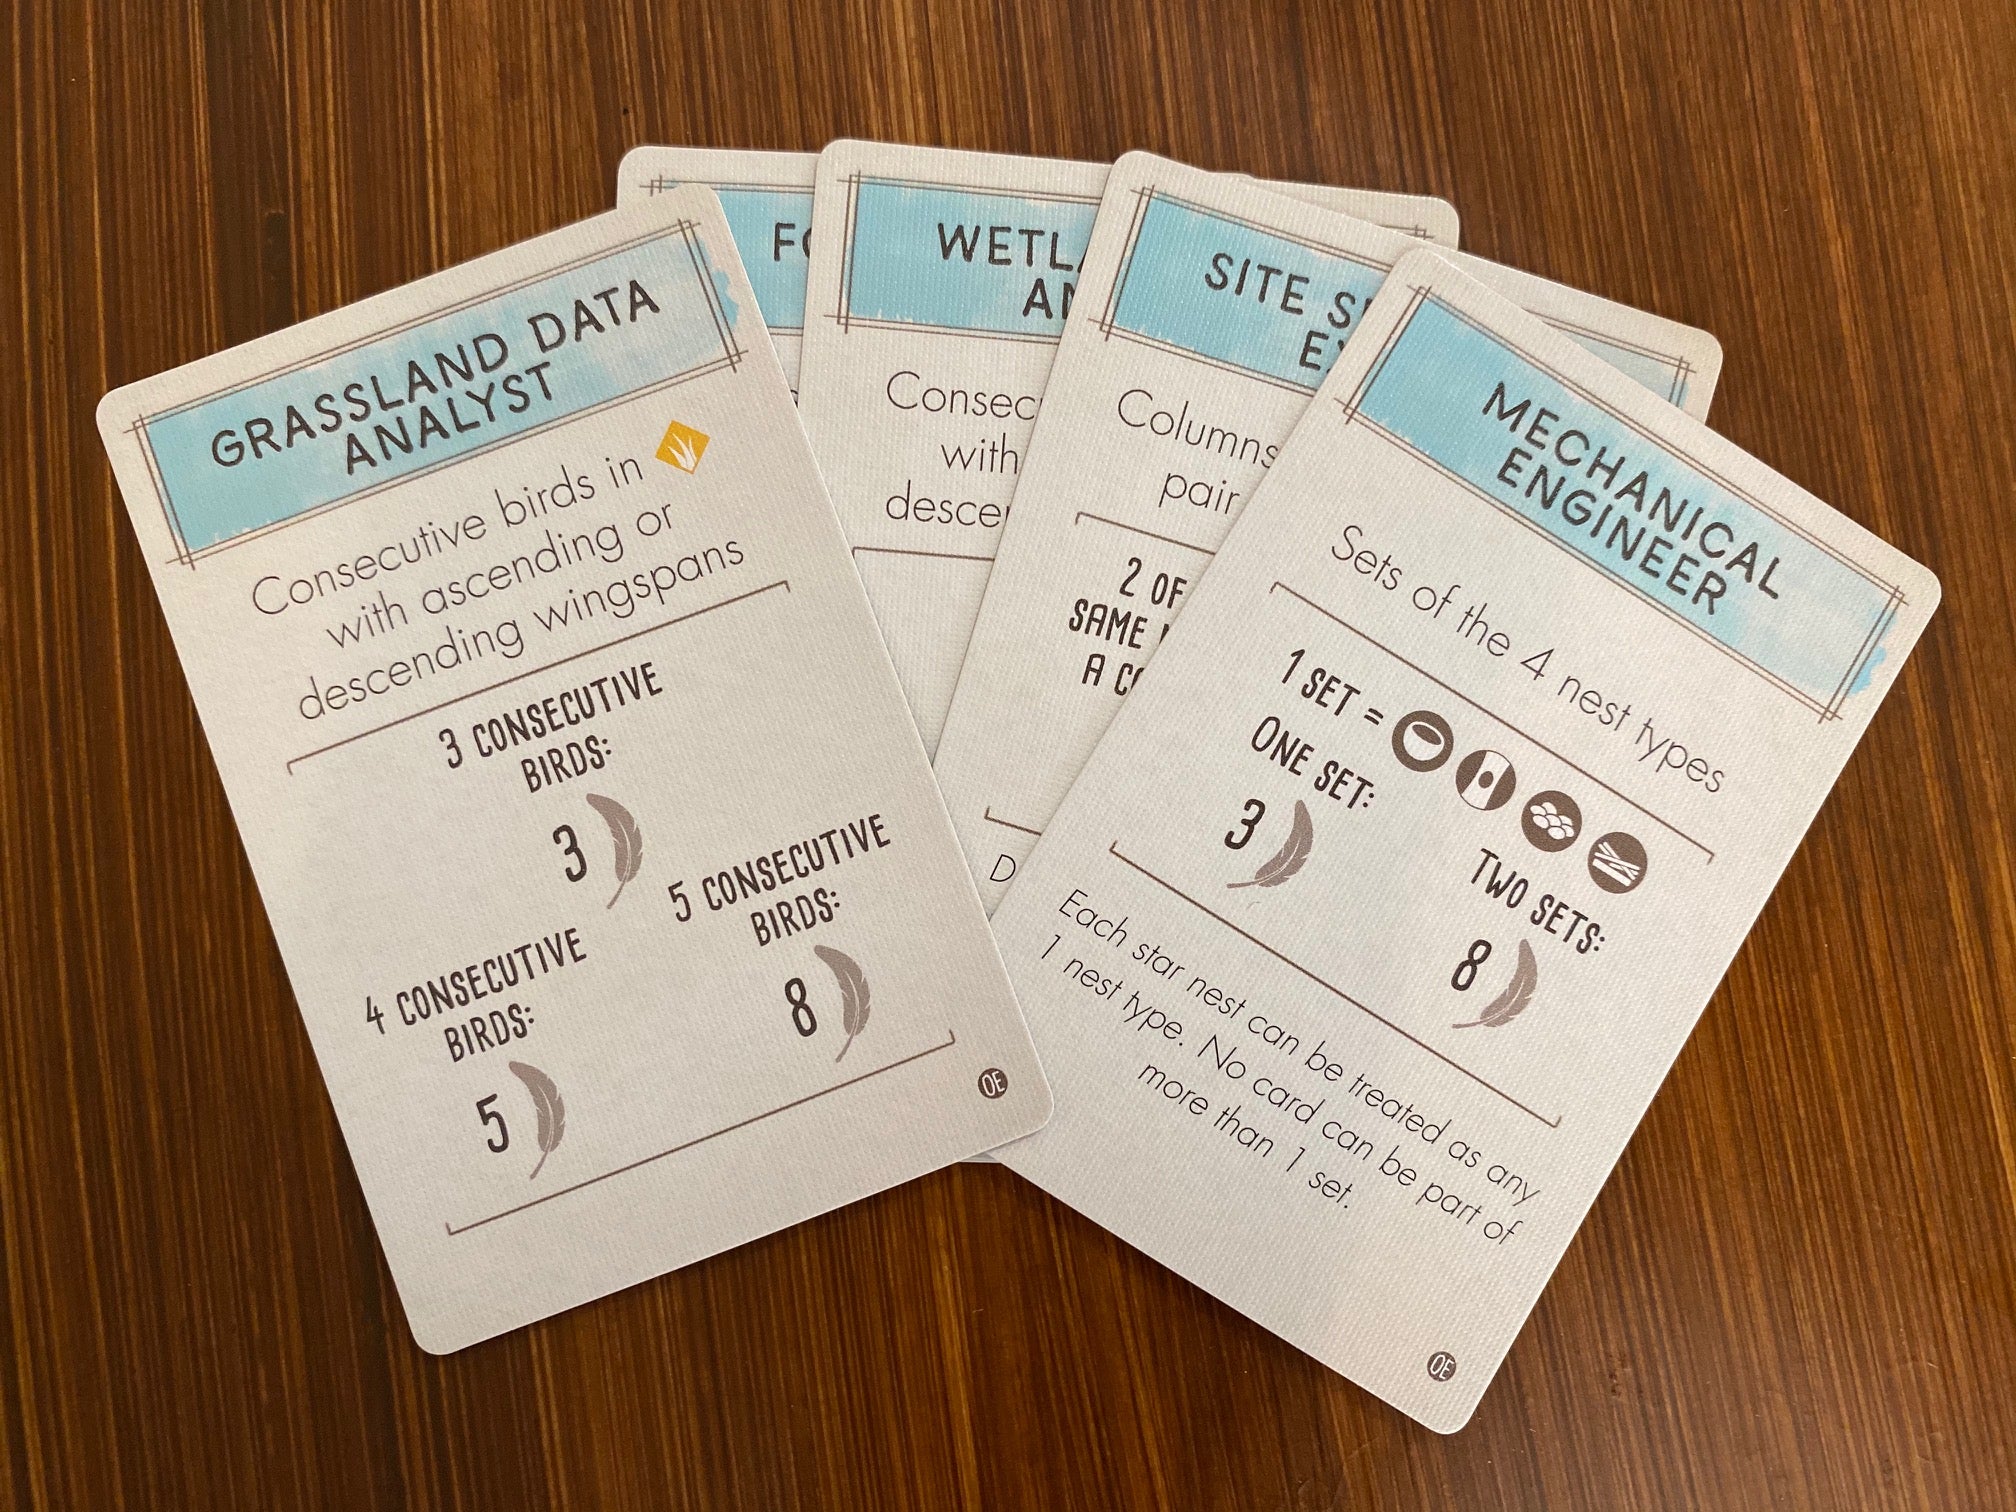 GRASSLAND DATA
ANALYST
Consecutive birds in
with ascending or
descending wingspans
3 CONSECUTIVE
BIRDS:
3
4 CONSECUTIVE
BIRDS:
5
5 CONSECUTIVE
BIRDS:
8
OE
WETL
AN
Consec
with
desce
SITE S
E
Columns
pair
2 OF
SAME
A CO
D
MECHANICAL
ENGINEER
Sets of the 4 nest types
1 SET =
ONE SET:
3
TWO SETS:
8
Each star nest can be treated as any
1 nest type. No card can be part of
more than 1 set.
OE